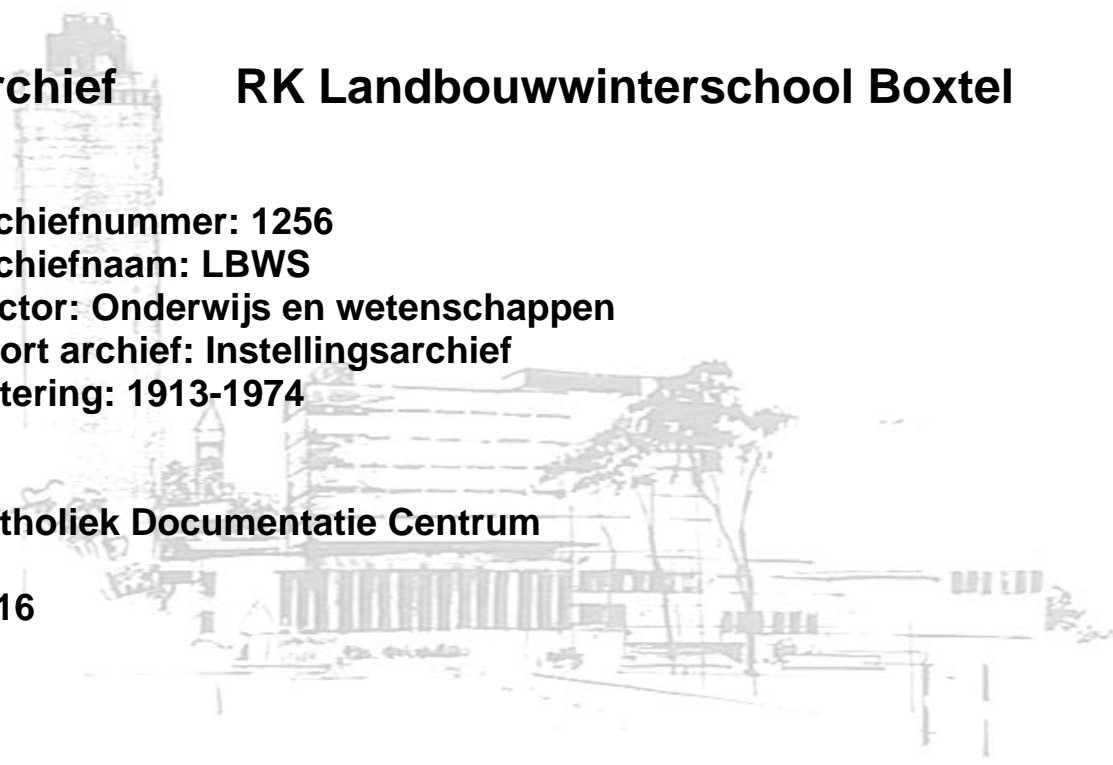 rchief RK Landbouwwinterschool Boxtel
chiefnummer: 1256
chiefnaam: LBWS
ctor: Onderwijs en wetenschappen
ort archief: Instellingsarchief
tering: 1913-1974
tholiek Documentatie Centrum
16